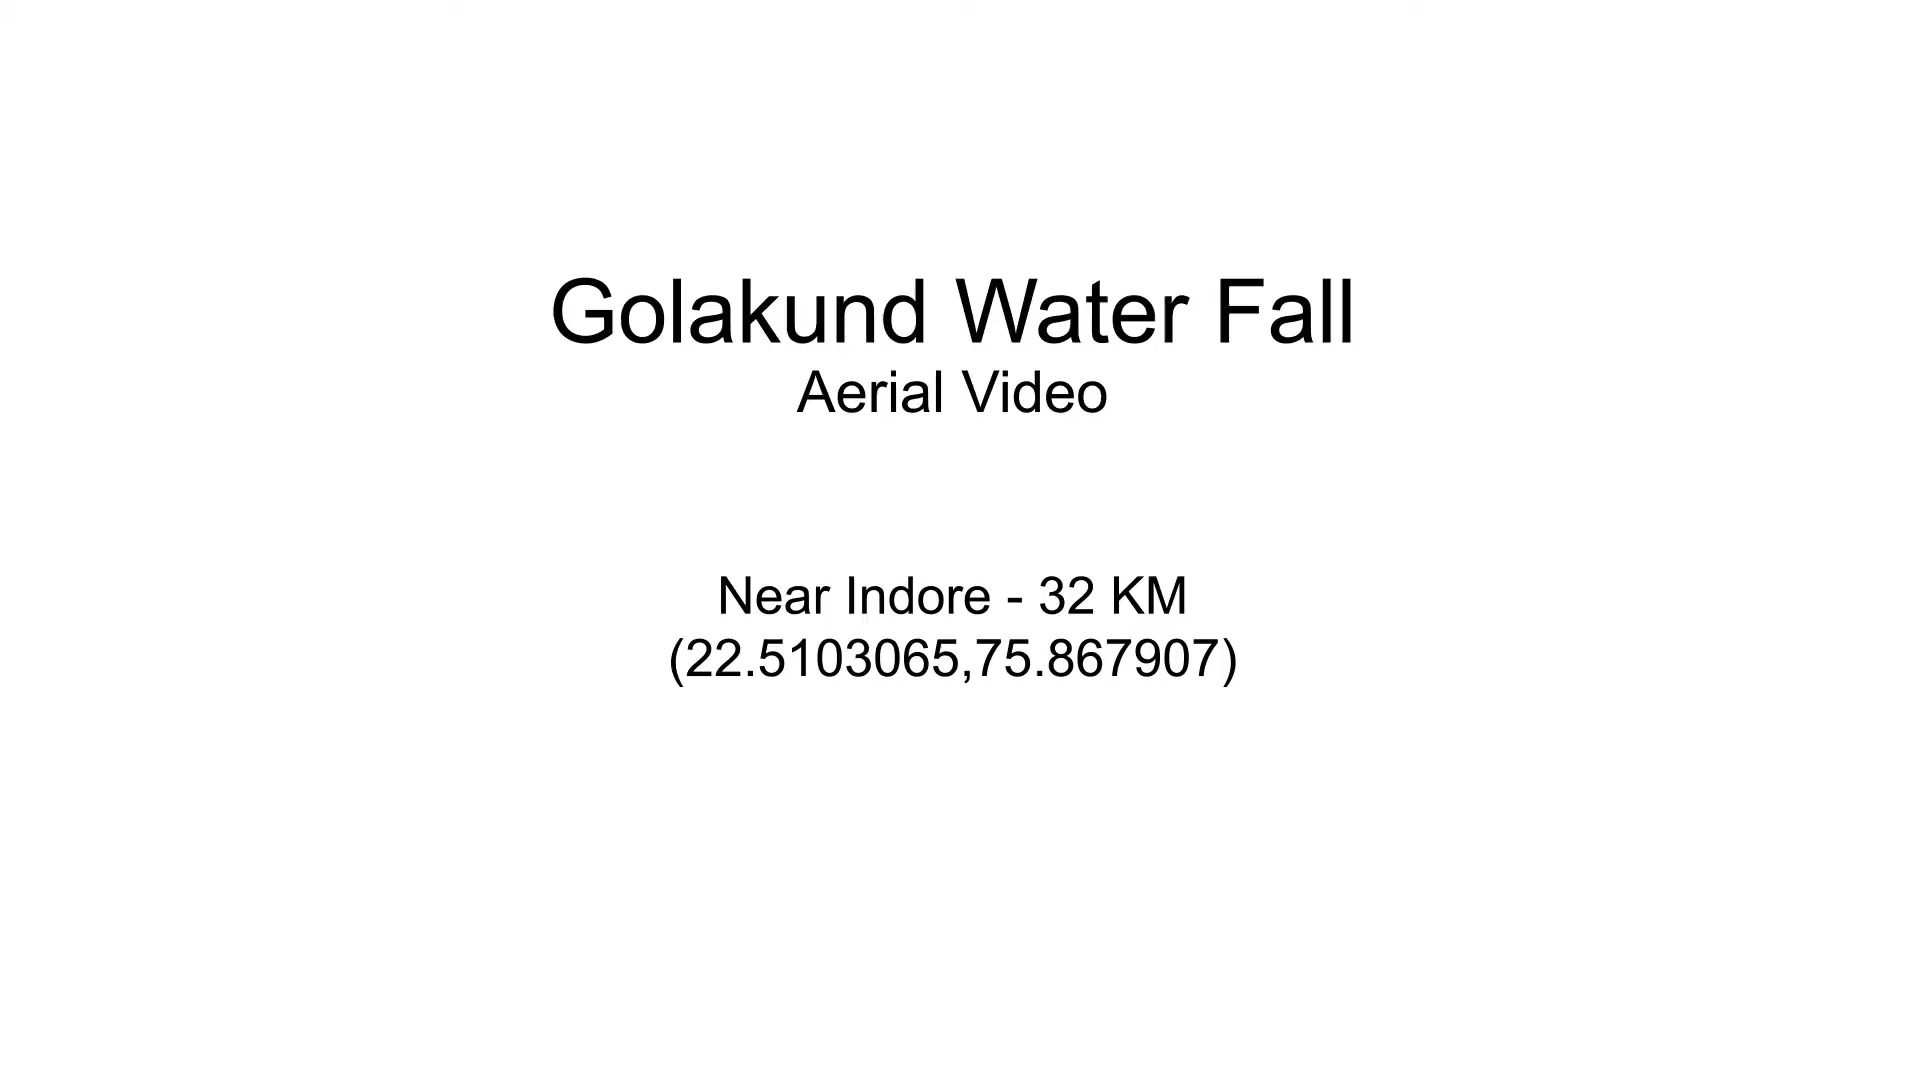 Golakund Water Fall
Aerial Video
Near Indore - 32 KM
(22.5103065,75.867907)